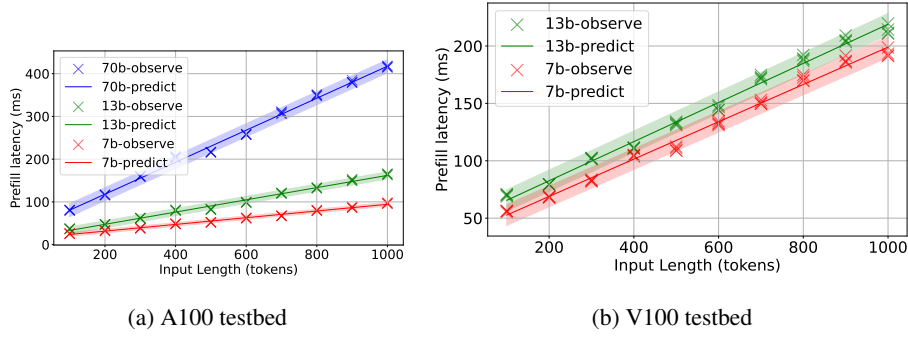 Prefill latency (ms)
400
300
200
100
0
70b-observe
70b-predict
13b-observe
13b-predict
7b-observe
7b-predict
200 400 600 800 1000
Input Length (tokens)
(a) A100 testbed
Prefill latency (ms)
200
150
100
50
13b-observe
13b-predict
7b-observe
7b-predict
200 400 600 800 1000
Input Length (tokens)
(b) V100 testbed